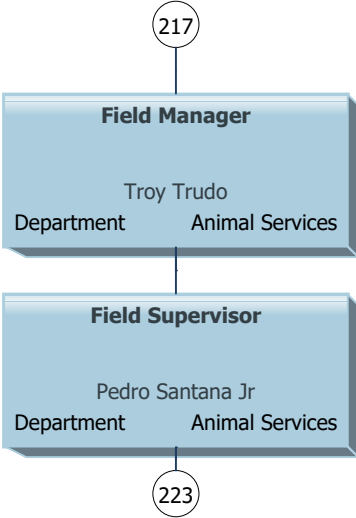 217
Field Manager
Troy Trudo
Department Animal Services
Field Supervisor
Pedro Santana Jr
Department Animal Services
223